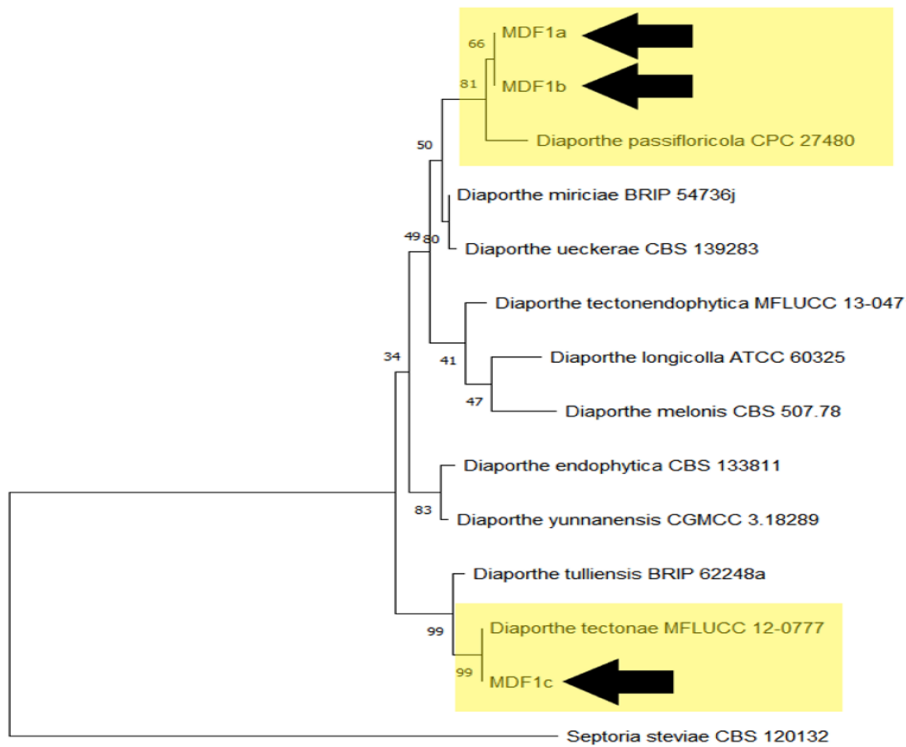 66
MDF1a
81
MDF1b
Diaporthe passifloricola CPC 27480
50
Diaporthe miriciae BRIP 54736j
49
80
Diaporthe ueckerae CBS 139283
Diaporthe tectonendophytica MFLUCC 13-047
34
41
Diaporthe longicolla ATCC 60325
47
Diaporthe melonis CBS 507.78
Diaporthe endophytica CBS 133811
83
Diaporthe yunnanensis CGMCC 3.18289
Diaporthe tulliensis BRIP 62248a
99
Diaporthe tectonae MFLUCC 12-0777
99
MDF1c
Septoria steviae CBS 120132